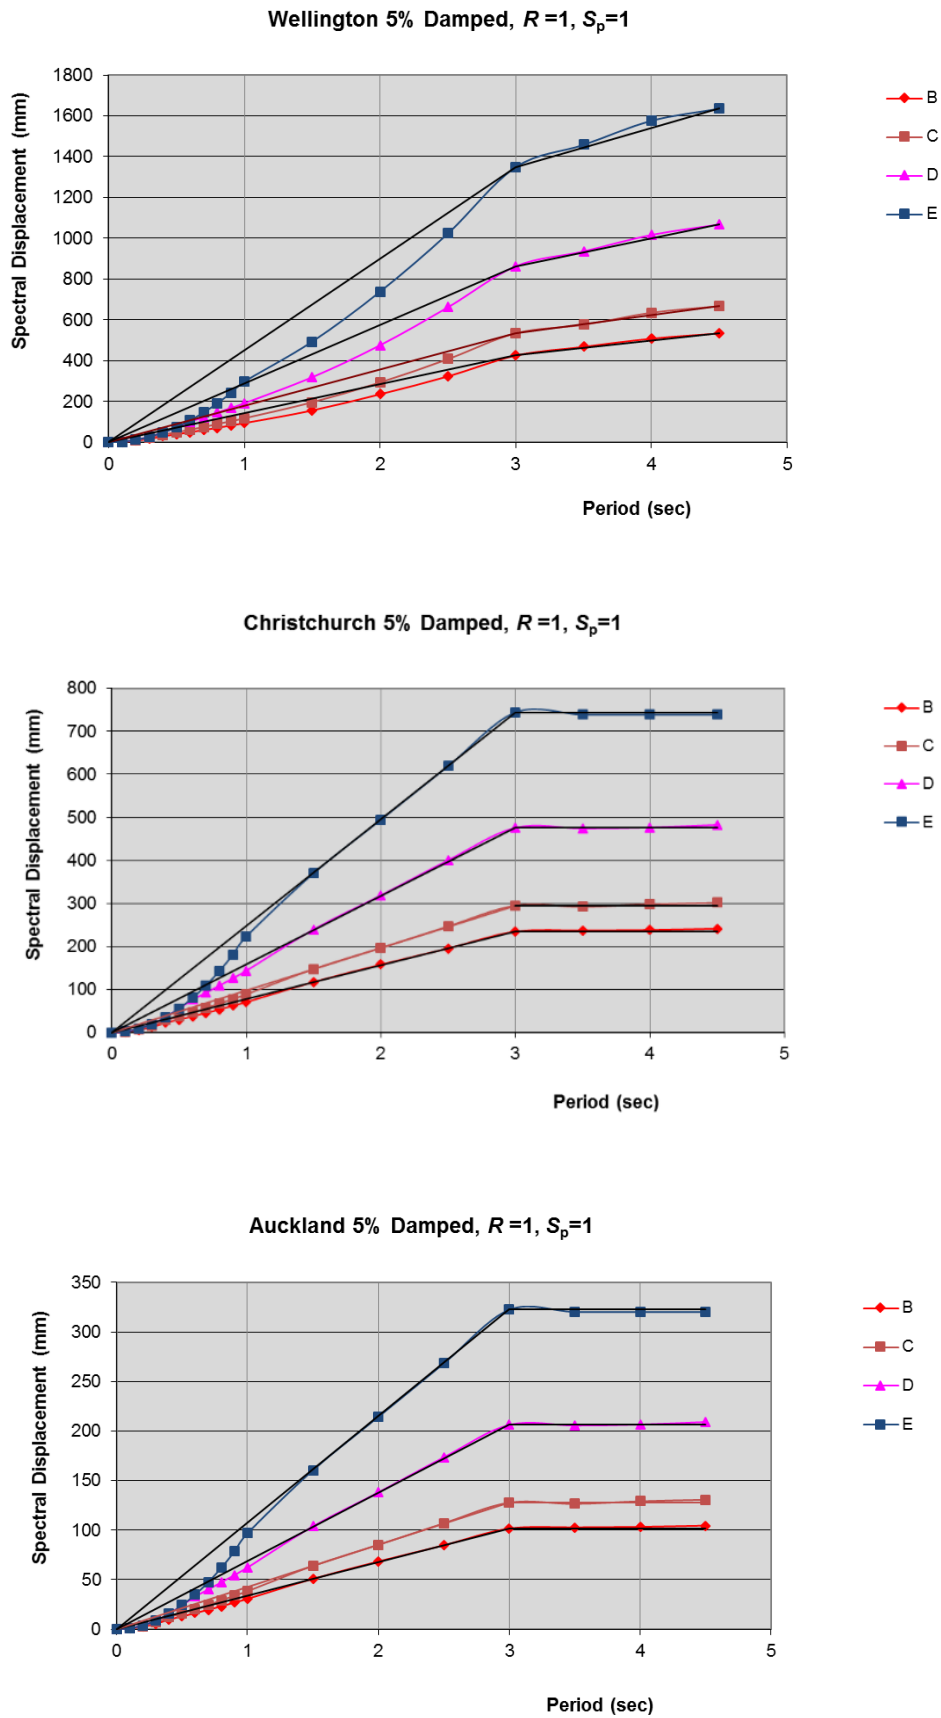 Wellington 5% Damped, R =1, Sp=1
Spectral Displacement (mm)
1800
1600
1400
1200
1000
800
600
400
200
0
0 1 2 3 4 5
Period (sec)
B
C
D
E
Christchurch 5% Damped, R =1, Sp=1
Spectral Displacement (mm)
800
700
600
500
400
300
200
100
0
0 1 2 3 4 5
Period (sec)
B
C
D
E
Auckland 5% Damped, R =1, Sp=1
Spectral Displacement (mm)
350
300
250
200
150
100
50
0
0 1 2 3 4 5
Period (sec)
B
C
D
E